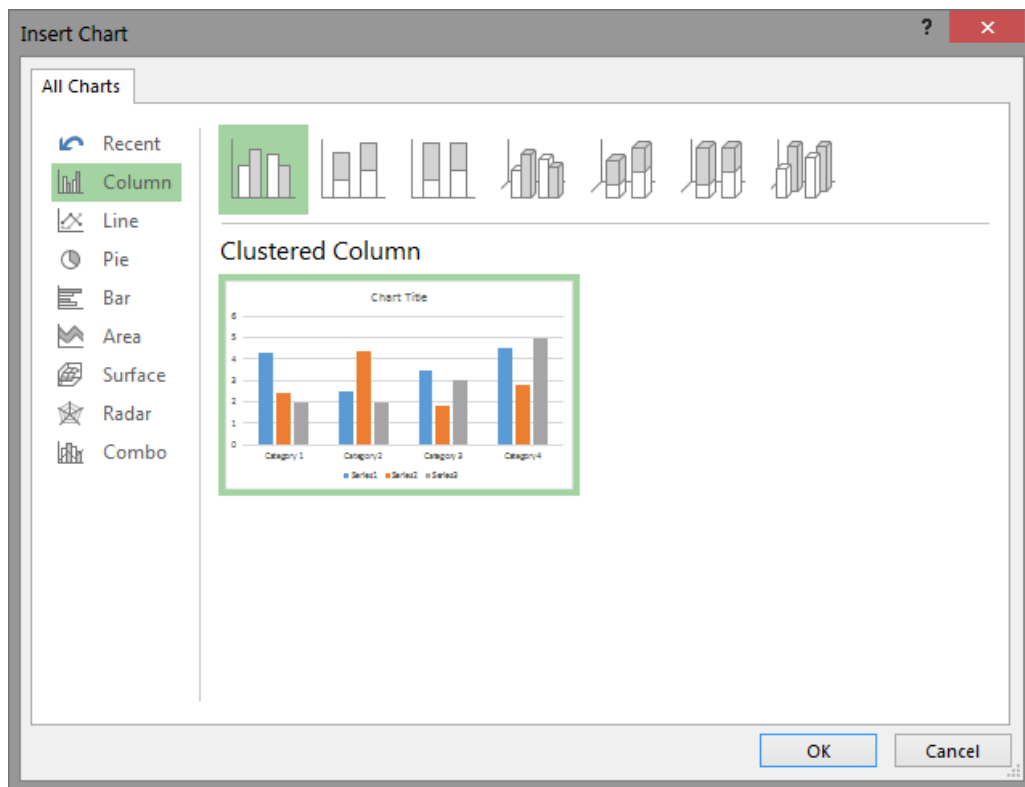 Insert Chart
?
All Charts
Recent
Column
Line
Pie
Bar
Area
Surface
Radar
Combo
Clustered Column
Chart Title
6
5
4
3
2
1
0
Category 1 Category 2 Category 3 Category 4
Series1 Series2 Series3
OK Cancel